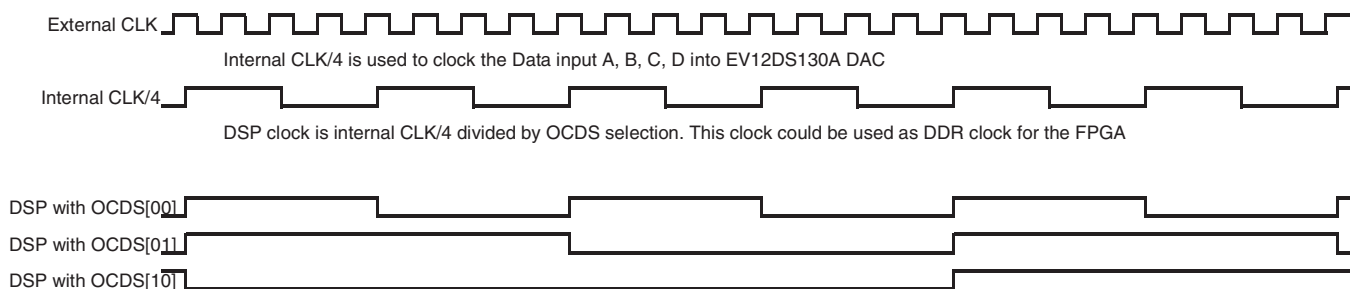 External CLK
Internal CLK/4 is used to clock the Data input A, B, C, D into EV12DS130A DAC
Internal CLK/4
DSP clock is internal CLK/4 divided by OCDS selection. This clock could be used as DDR clock for the FPGA
DSP with OCDS[00]
DSP with OCDS[01]
DSP with OCDS[10]